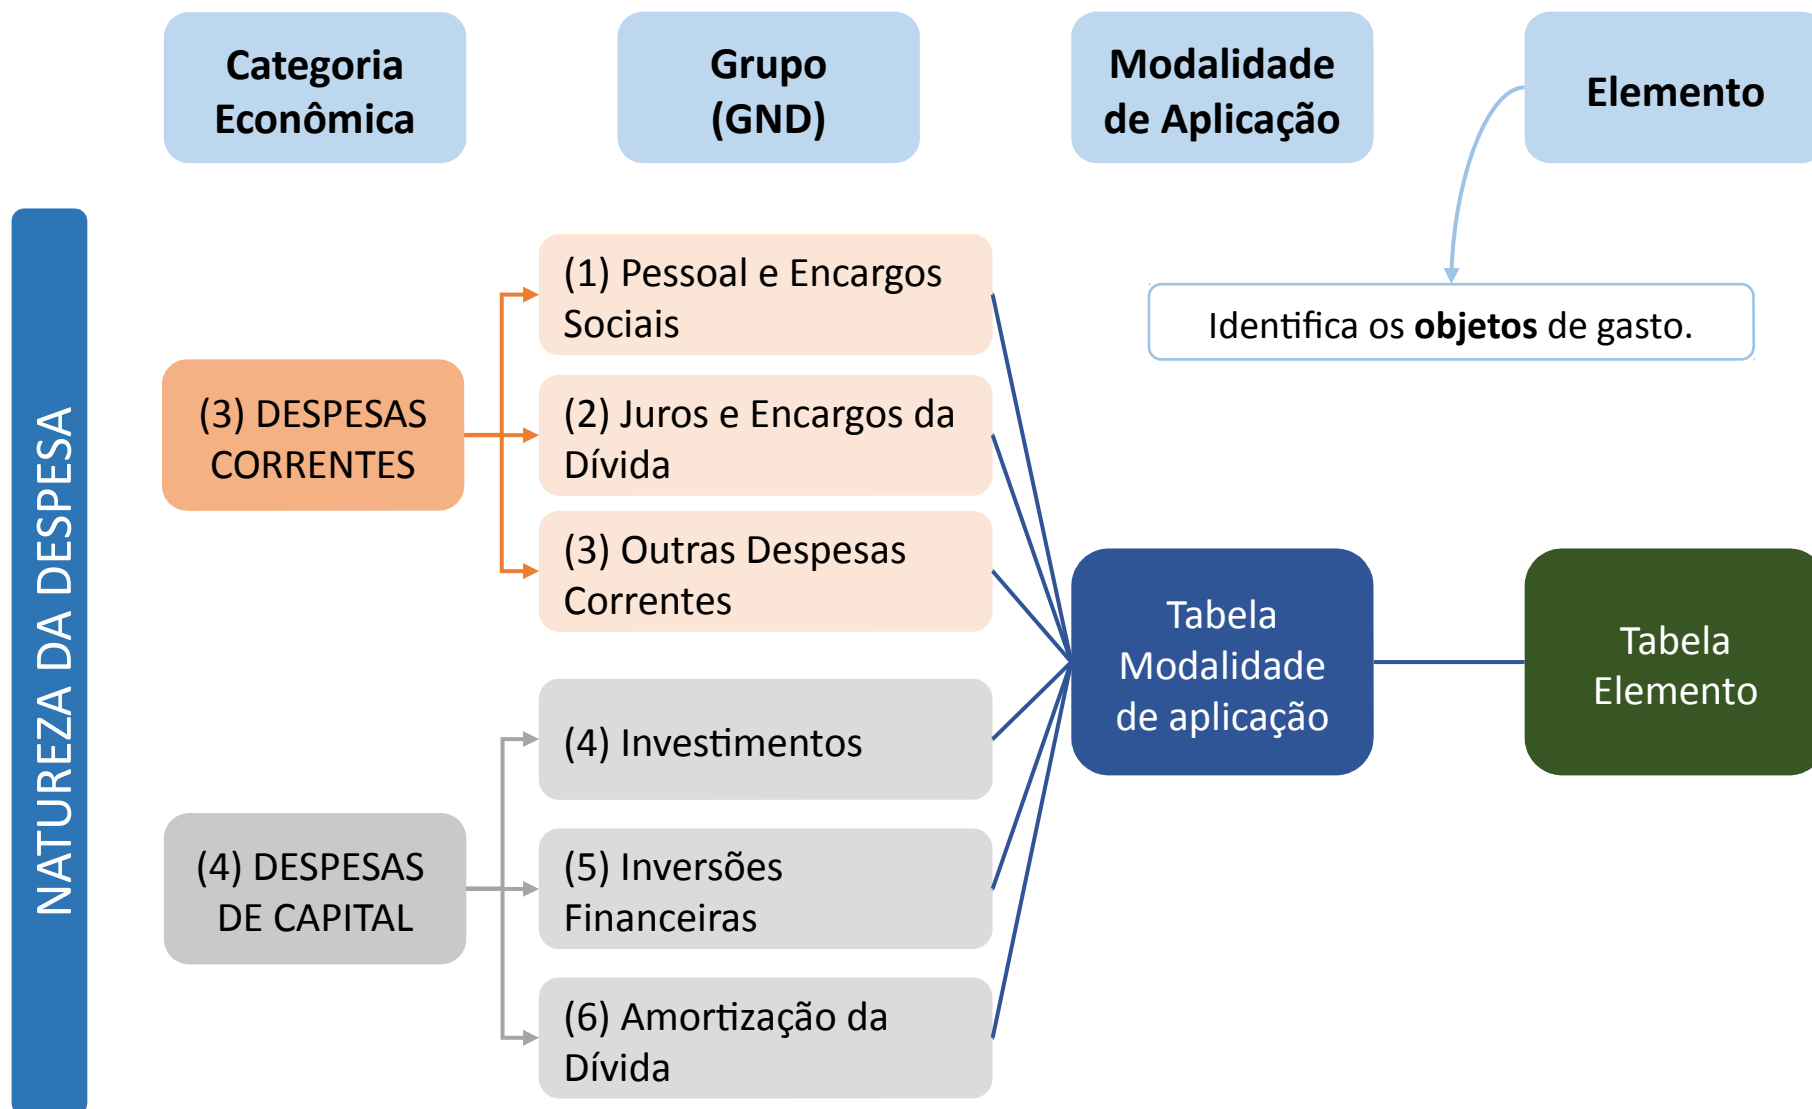 Categoria
Econômica
Grupo
(GND)
Modalidade
de Aplicação
Elemento
NATUREZA DA DESPESA
(1) Pessoal e Encargos
Sociais
Identifica os objetos de gasto.
(3) DESPESAS
CORRENTES
(2) Juros e Encargos da
Dívida
(3) Outras Despesas
Correntes
Tabela
Modalidade
de aplicação
Tabela
Elemento
(4) Investimentos
(4) DESPESAS
DE CAPITAL
(5) Inversões
Financeiras
(6) Amortização da
Dívida